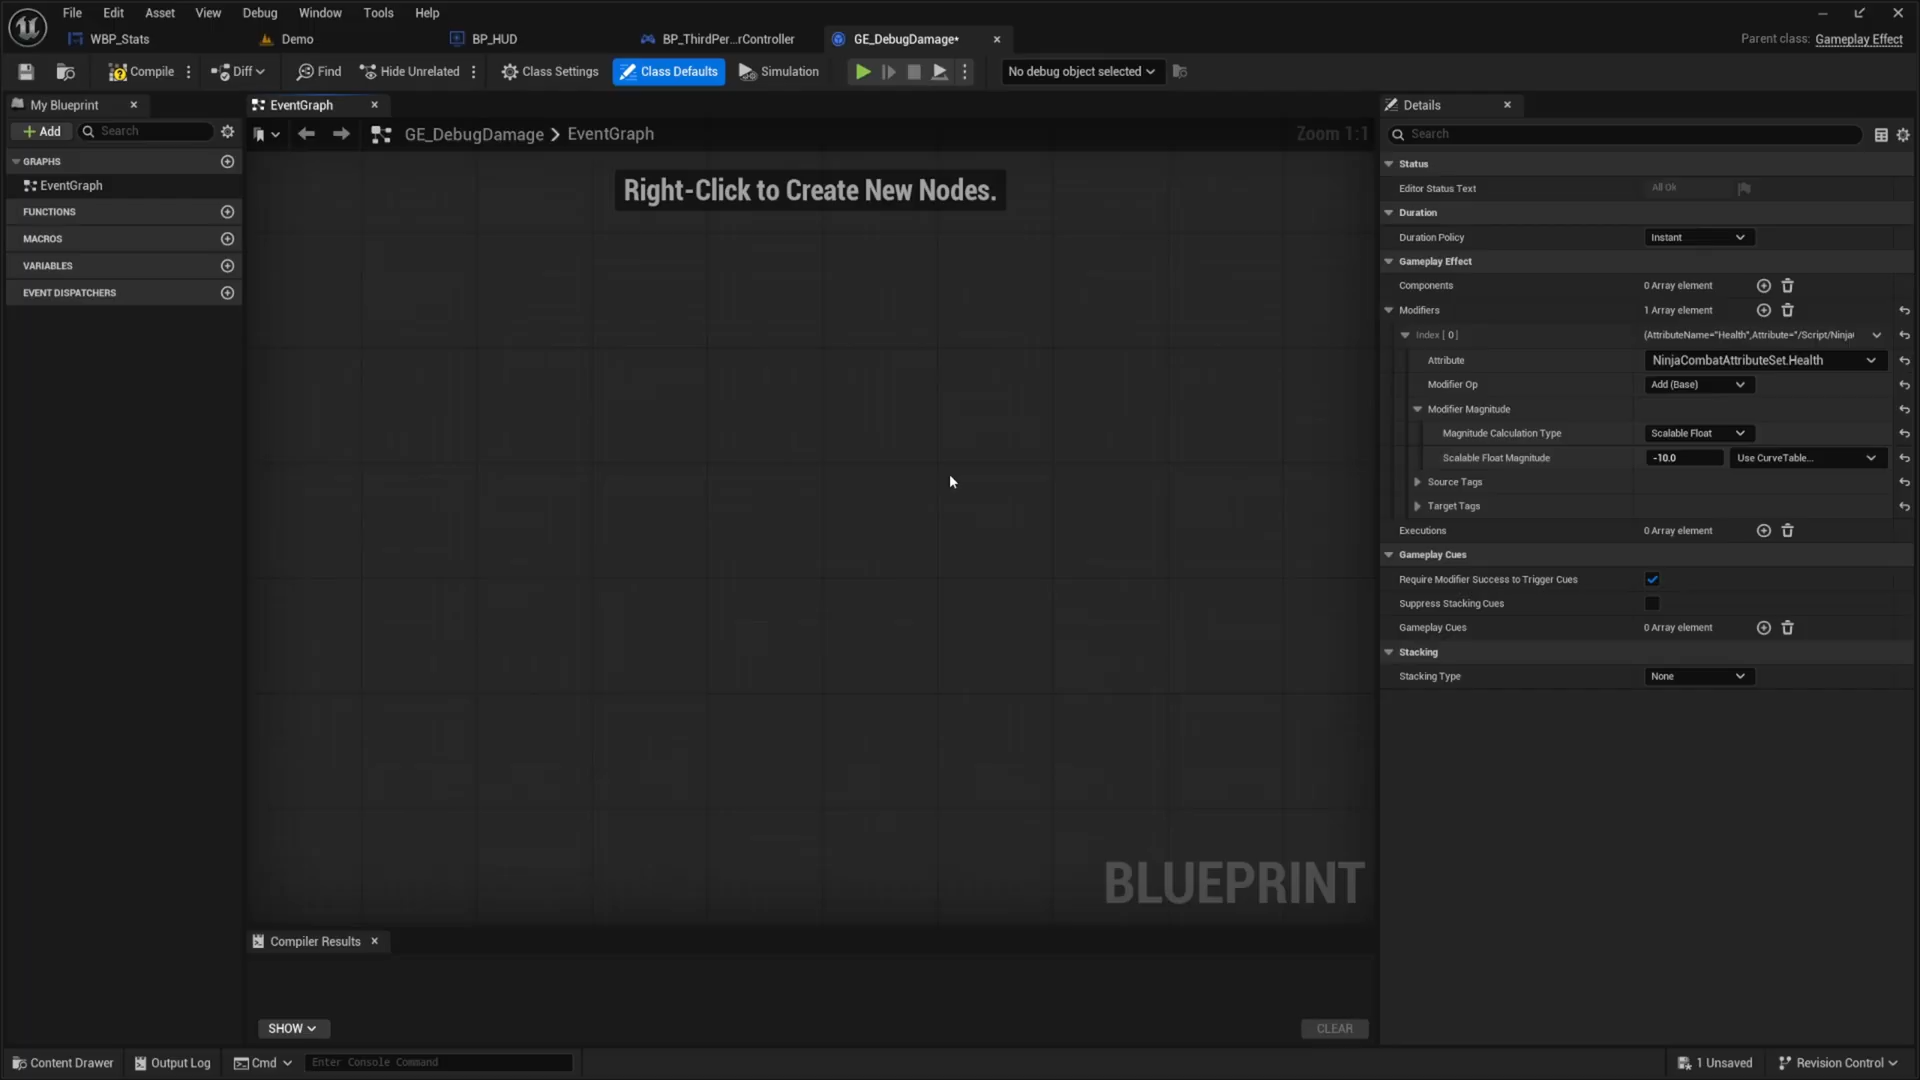 File Edit Asset View Debug Window Tools Help
WBP_Stats Demo BP_HUD BP_ThirdPer...rController GE_DebugDamage*
Parent class: Gameplay Effect
Compile Diff Find Hide Unrelated Class Settings Class Defaults Simulation No debug object selected
My Blueprint
Add Search
GRAPHS
EventGraph
FUNCTIONS
MACROS
VARIABLES
EVENT DISPATCHERS
EventGraph
GE_DebugDamage > EventGraph Zoom 1:1
Right-Click to Create New Nodes.
BLUEPRINT
Compiler Results
SHOW CLEAR
Details
Search
Status
Editor Status Text All Ok
Duration
Duration Policy Instant
Gameplay Effect
Components 0 Array element
Modifiers 1 Array element
Index [ 0 ] (AttributeName="Health",Attribute="/Script/Ninja
Attribute NinjaCombatAttributeSet.Health
Modifier Op Add (Base)
Modifier Magnitude
Magnitude Calculation Type Scalable Float
Scalable Float Magnitude -10.0 Use CurveTable...
Source Tags
Target Tags
Executions 0 Array element
Gameplay Cues
Require Modifier Success to Trigger Cues
Suppress Stacking Cues
Gameplay Cues 0 Array element
Stacking
Stacking Type None
Content Drawer Output Log Cmd Enter Console Command 1 Unsaved Revision Control